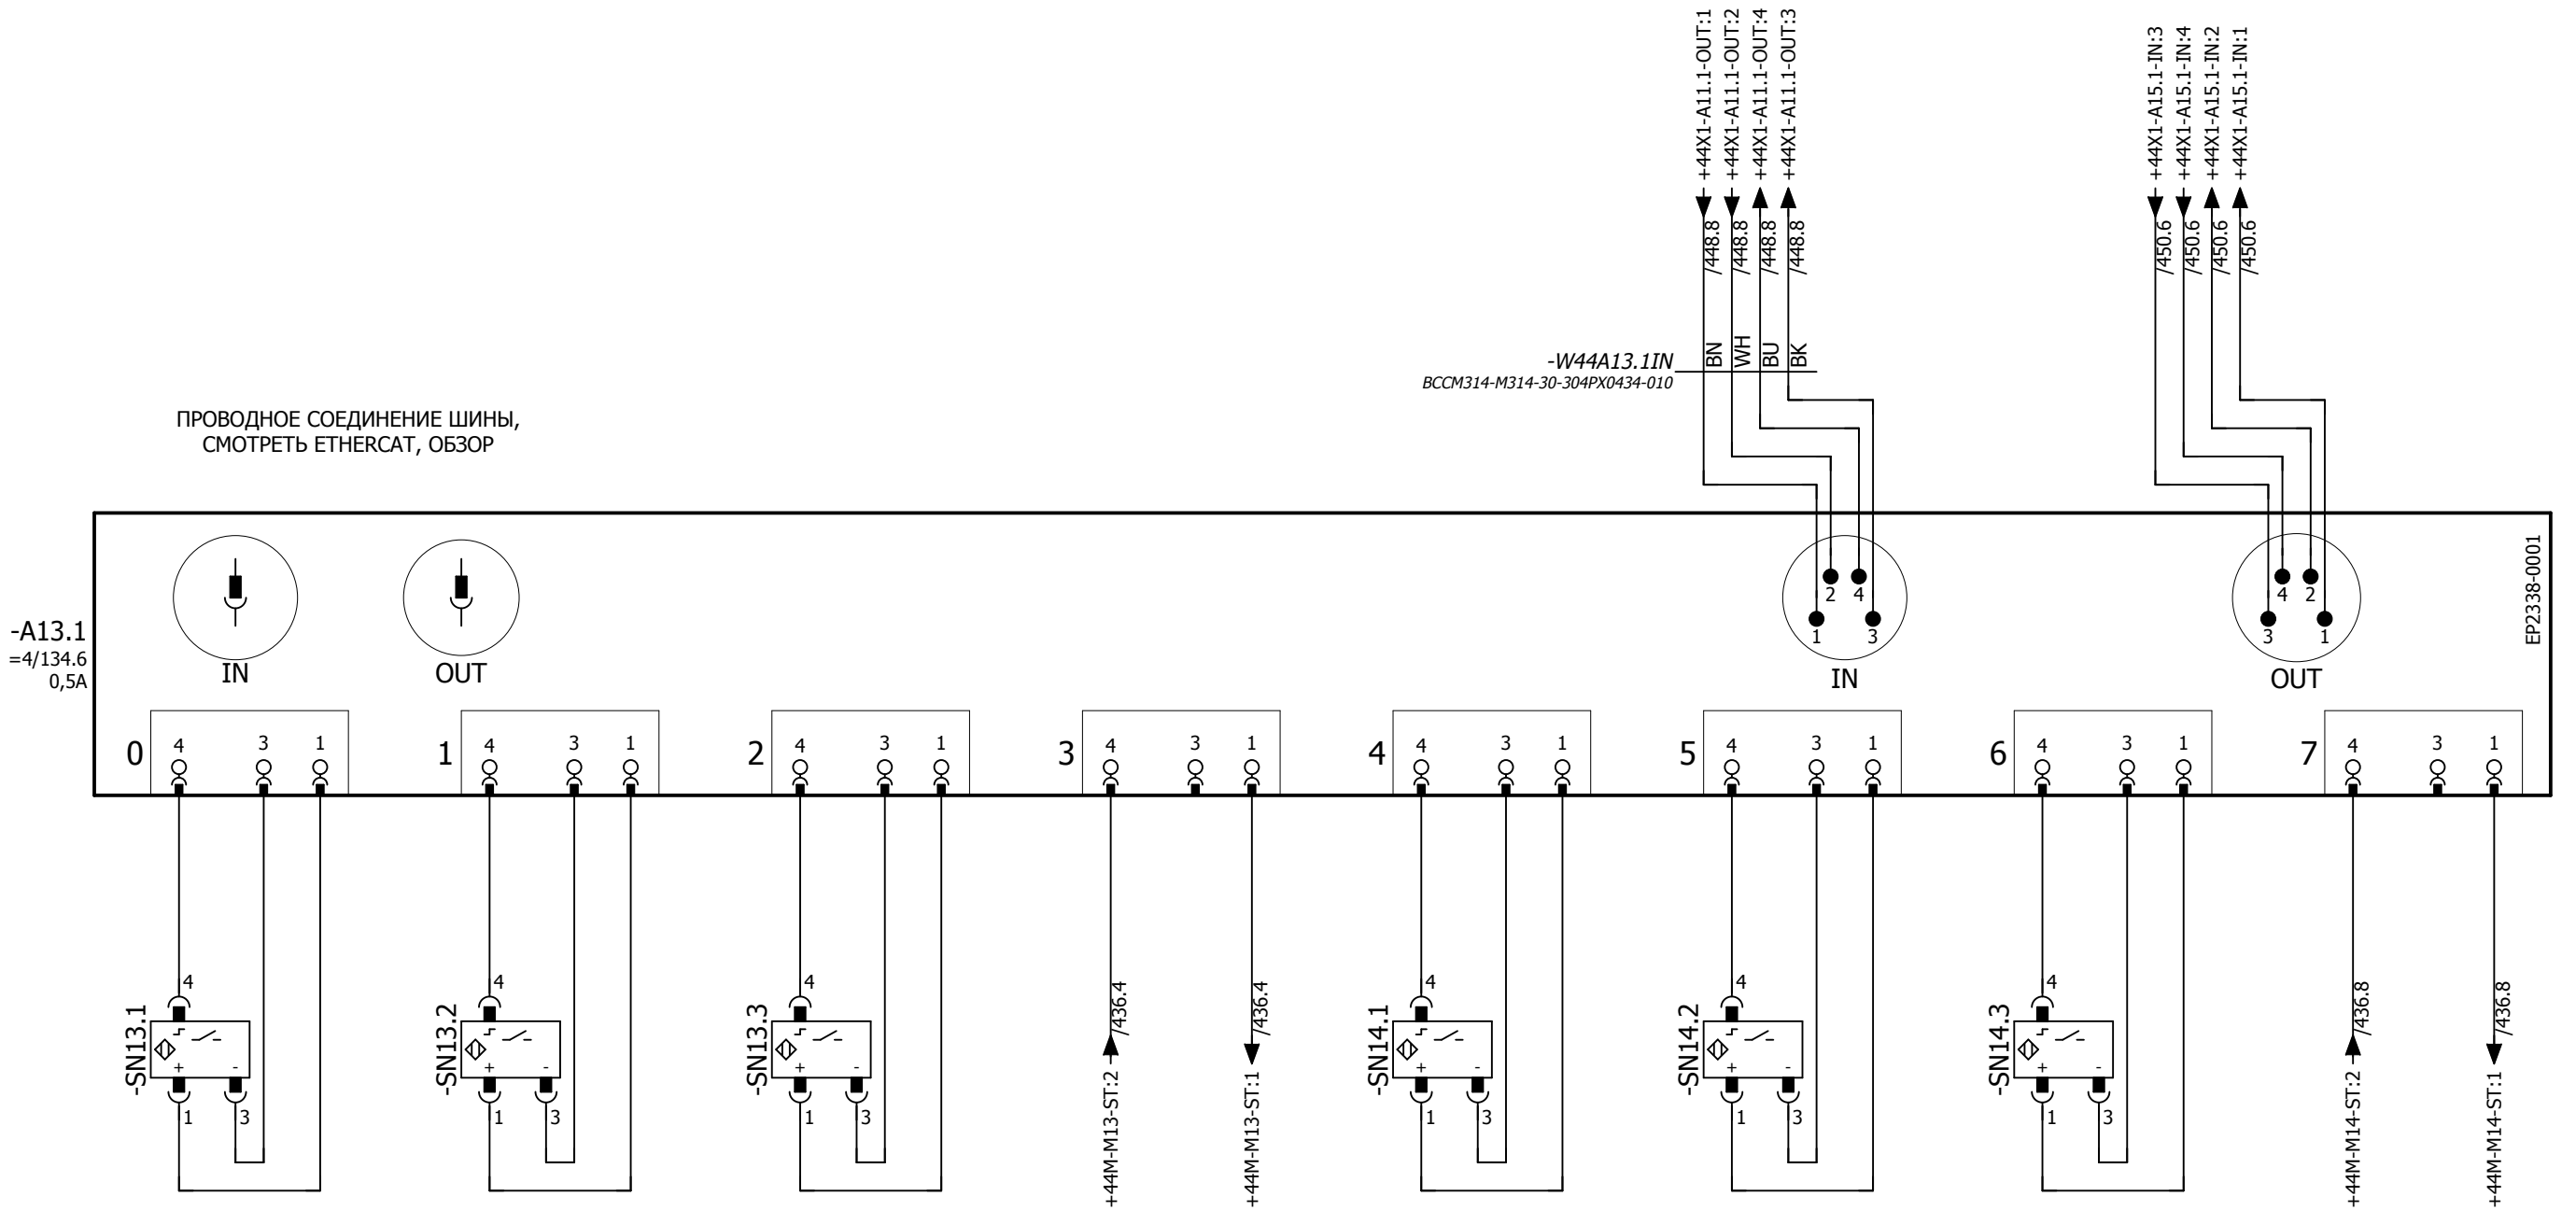 +44X1-A11.1-OUT:1
+44X1-A11.1-OUT:2
+44X1-A11.1-OUT:4
+44X1-A11.1-OUT:3
+44X1-A15.1-IN:3
+44X1-A15.1-IN:4
+44X1-A15.1-IN:2
+44X1-A15.1-IN:1
/448.8
/448.8
/448.8
/448.8
/450.6
/450.6
/450.6
/450.6
-W44A13.1IN
BCCM314-M314-30-304PX0434-010
BN
WH
BU
BK
ПРОВОДНОЕ СОЕДИНЕНИЕ ШИНЫ,
СМОТРЕТЬ ETHERCAT, ОБЗОР
-A13.1
=4/134.6
0,5A
IN
OUT
2 4
1 3
IN
4 2
3 1
OUT
EP2338-0001
0 4 3 1
1 4 3 1
2 4 3 1
3 4 3 1
4 4 3 1
5 4 3 1
6 4 3 1
7 4 3 1
-SN13.1
4
+ -
1 3
-SN13.2
4
+ -
1 3
-SN13.3
4
+ -
1 3
/436.4
+44M-M13-ST:2
/436.4
+44M-M13-ST:1
-SN14.1
4
+ -
1 3
-SN14.2
4
+ -
1 3
-SN14.3
4
+ -
1 3
/436.8
+44M-M14-ST:2
/436.8
+44M-M14-ST:1